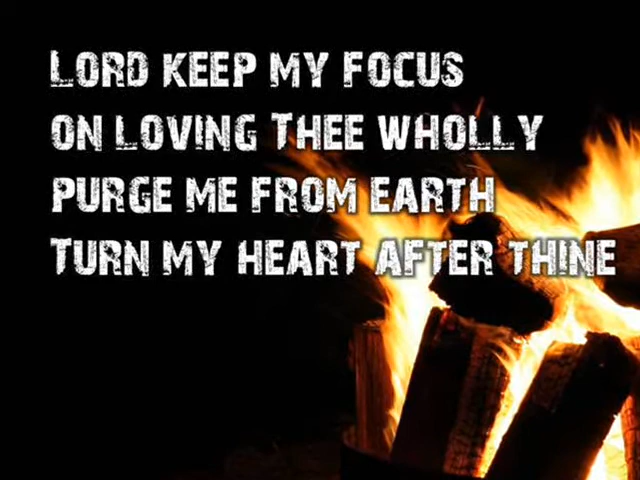 LORD KEEP MY FOCUS
ON LOVING THEE WHOLLY
PURGE ME FROM EARTH
TURN MY HEART AFTER THINE